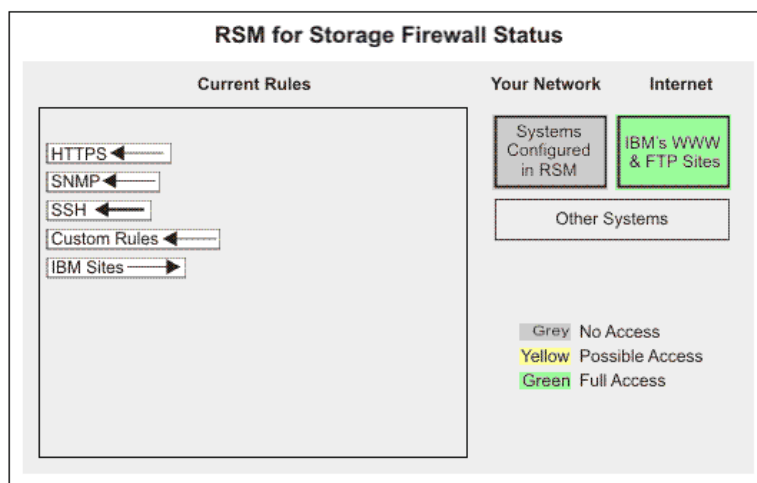 RSM for Storage Firewall Status
Current Rules
Your Network
Internet
HTTPS
SNMP
SSH
Custom Rules
IBM Sites
Systems
Configured
in RSM
IBM's WWW
& FTP Sites
Other Systems
Grey No Access
Yellow Possible Access
Green Full Access